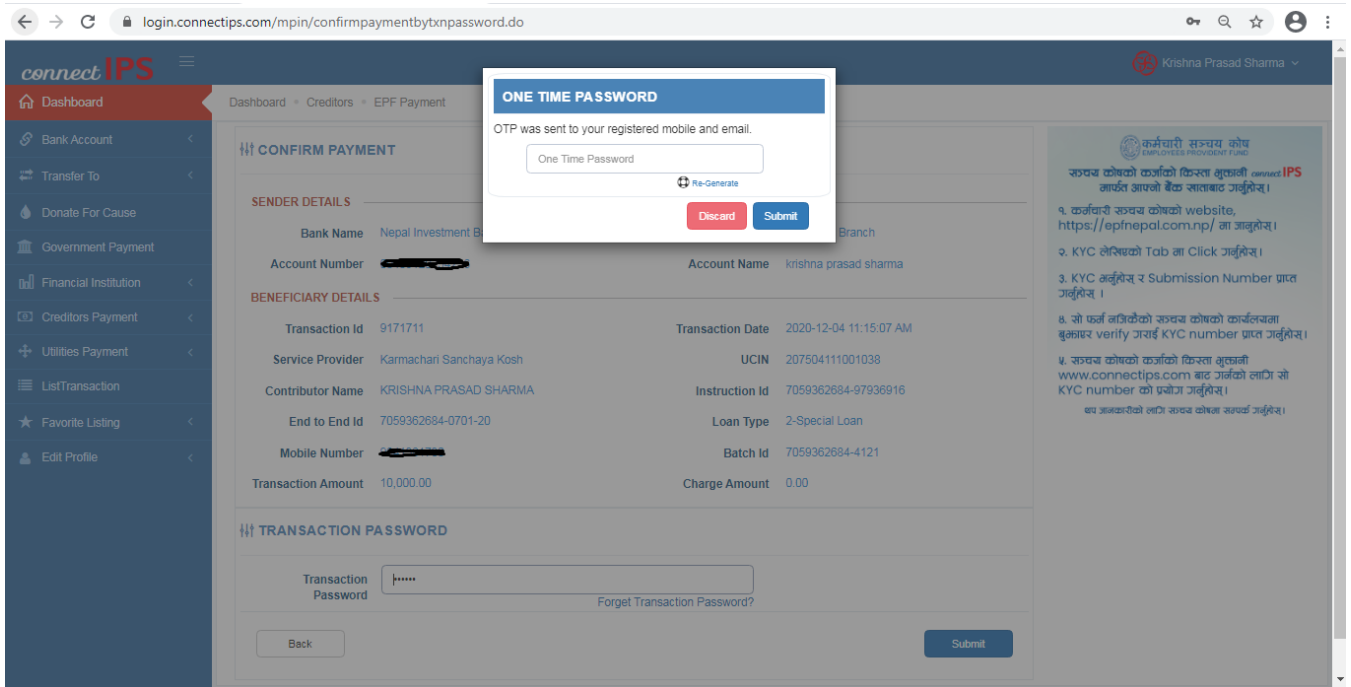 login.connectips.com/mpin/confirmpaymentbytxnpassword.do
connectIPS
Krishna Prasad Sharma
Dashboard
Bank Account
Transfer To
Donate For Cause
Government Payment
Financial Institution
Creditors Payment
Utilities Payment
ListTransaction
Favorite Listing
Edit Profile
Dashboard Creditors EPF Payment
ONE TIME PASSWORD
OTP was sent to your registered mobile and email.
One Time Password
Re-Generate
Discard Submit
CONFIRM PAYMENT
SENDER DETAILS
Bank Name Nepal Investment Branch
Account Number Account Name krishna prasad sharma
BENEFICIARY DETAILS
Transaction Id 9171711 Transaction Date 2020-12-04 11:15:07 AM
Service Provider Karmachari Sanchaya Kosh UCIN 207504111001038
Contributor Name KRISHNA PRASAD SHARMA Instruction Id 7059362684-97936916
End to End Id 7059362684-0701-20 Loan Type 2-Special Loan
Mobile Number Batch Id 7059362684-4121
Transaction Amount 10,000.00 Charge Amount 0.00
TRANSACTION PASSWORD
Transaction
Password
Forget Transaction Password?
Back Submit
कर्मचारी सञ्चय कोष
EMPLOYEES PROVIDENT FUND
सञ्चय कोषको कर्जाको किस्ता भुक्तानी connectIPS
मार्फत आफ्नो बैंक खाताबाट गर्नुहोस्।
१. कर्मचारी सञ्चय कोषको website,
https://epfnepal.com.np/ मा जानुहोस्।
२. KYC लेखिएको Tab मा Click गर्नुहोस्।
३. KYC भर्नुहोस् र Submission Number प्राप्त
गर्नुहोस् ।
४. सो फर्म नजिकैको सञ्चय कोषको कार्यलयमा
बुझाएर verify गराई KYC number प्राप्त गर्नुहोस्।
५. सञ्चय कोषको कर्जाको किस्ता भुक्तानी
www.connectips.com बाट गर्नको लागि सो
KYC number को प्रयोग गर्नुहोस्।
थप जानकारीको लागि सञ्चय कोषमा सम्पर्क गर्नुहोस्।